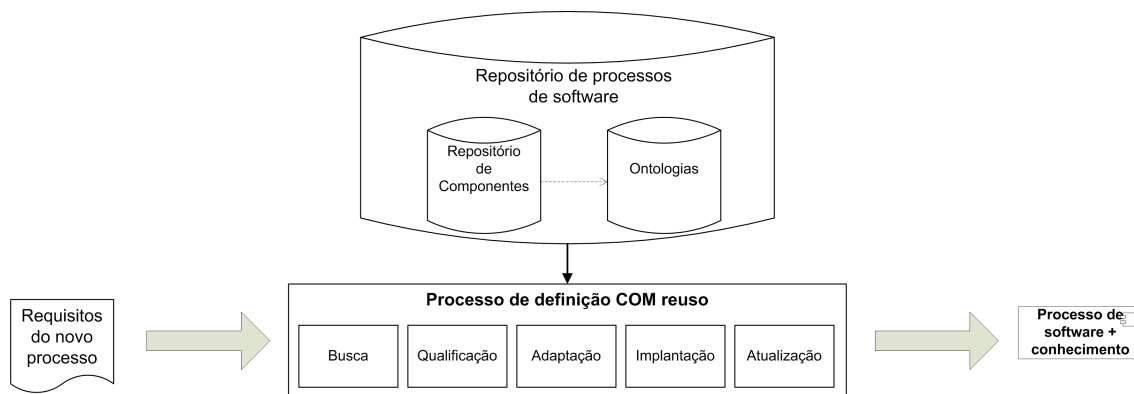 Repositório de processos
de software
Repositório
de
Componentes
Ontologias
Processo de definição COM reuso
Requisitos
do novo
processo
Busca
Qualificação
Adaptação
Implantação
Atualização
Processo de
software +
conhecimento